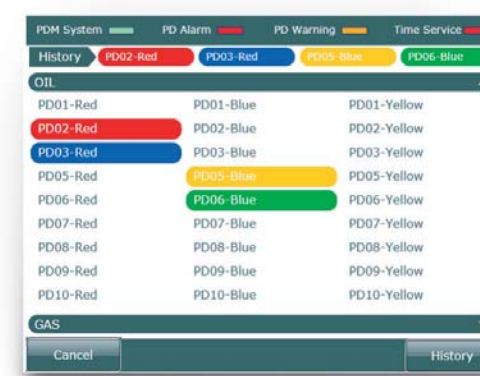 PDM System PD Alarm PD Warning Time Service
History PD02-Red PD03-Red PD05-Blue PD06-Blue
OIL
PD01-Red PD01-Blue PD01-Yellow
PD02-Red PD02-Blue PD02-Yellow
PD03-Red PD03-Blue PD03-Yellow
PD05-Red PD05-Blue PD05-Yellow
PD06-Red PD06-Blue PD06-Yellow
PD07-Red PD07-Blue PD07-Yellow
PD08-Red PD08-Blue PD08-Yellow
PD09-Red PD09-Blue PD09-Yellow
PD10-Red PD10-Blue PD10-Yellow
GAS
Cancel History